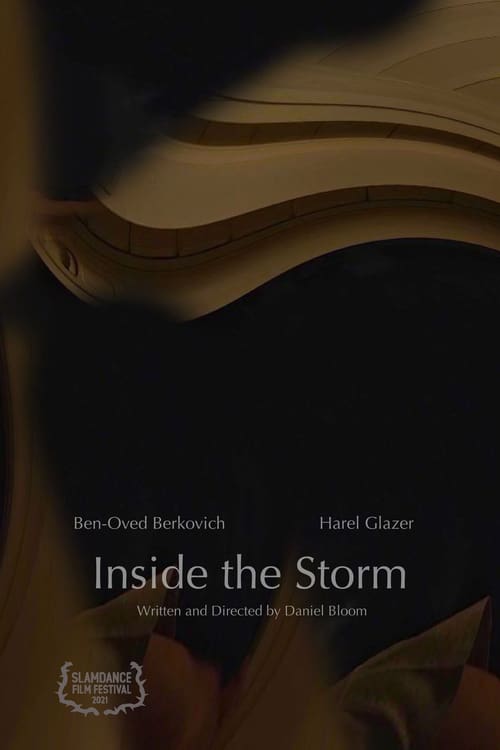 Ben-Oved Berkovich Harel Glazer
Inside the Storm
Written and Directed by Daniel Bloom
SLAMDANCE
FILM FESTIVAL
2021